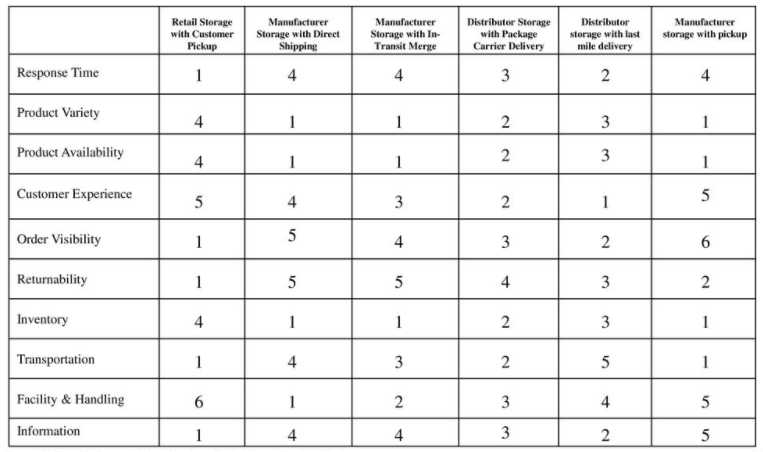 Retail Storage with Customer Pickup	Manufacturer Storage with Direct Shipping	Manufacturer Storage with In-Transit Merge	Distributor Storage with Package Carrier Delivery	Distributor storage with last mile delivery	Manufacturer storage with pickup
Response Time	1	4	4	3	2	4
Product Variety	4	1	1	2	3	1
Product Availability	4	1	1	2	3	1
Customer Experience	5	4	3	2	1	5
Order Visibility	1	5	4	3	2	6
Returnability	1	5	5	4	3	2
Inventory	4	1	1	2	3	1
Transportation	1	4	3	2	5	1
Facility & Handling	6	1	2	3	4	5
Information	1	4	4	3	2	5